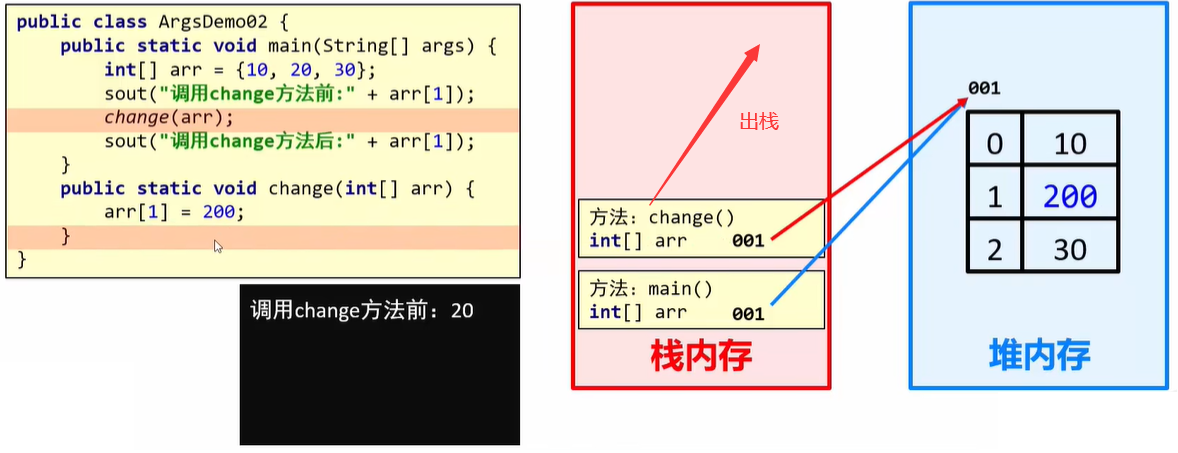 public class ArgsDemo02 {
public static void main(String[] args) {
int[] arr = {10, 20, 30};
sout("调用change方法前:" + arr[1]);
change(arr);
sout("调用change方法后:" + arr[1]);
}
public static void change(int[] arr) {
arr[1] = 200;
}
}
调用change方法前：20
出栈
方法：change()
int[] arr 001
方法：main()
int[] arr 001
栈内存
001
0 10
1 200
2 30
堆内存